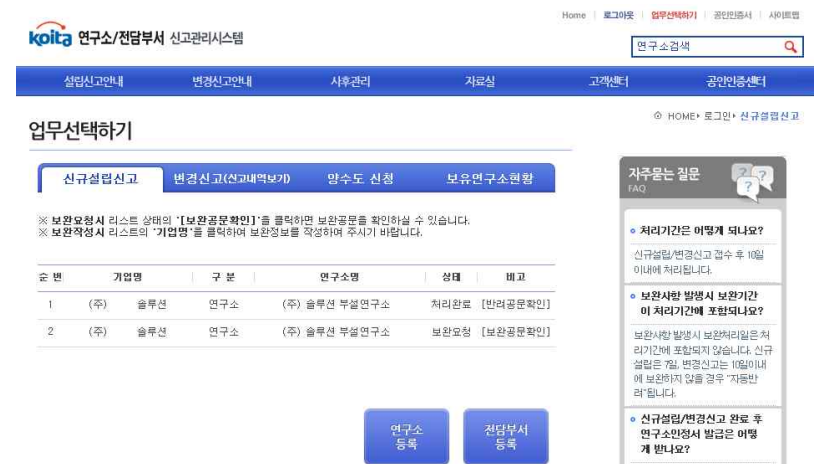 Home | 로그아웃 | 업무선택하기 | 공인인증서 | 사이트맵
koita 연구소/전담부서 신고관리시스템
연구소검색
설립신고안내 변경신고안내 사후관리 자료실 고객센터 공인인증센터
HOME 로그인 신규설립신고
업무선택하기
신규설립신고 변경신고(신고내역보기) 양수도 신청 보유연구소현황
※ 보완요청시 리스트 상태의 '[보완공문확인]'을 클릭하면 보완공문을 확인하실 수 있습니다.
※ 보완작성시 리스트의 '기업명'을 클릭하여 보완정보를 작성하여 주시기 바랍니다.
순 번 기업명 구 분 연구소명 상태 비 고
1 (주) 솔루션 연구소 (주) 솔루션 부설연구소 처리완료 [반려공문확인]
2 (주) 솔루션 연구소 (주) 솔루션 부설연구소 보완요청 [보완공문확인]
연구소
등록
전담부서
등록
자주묻는 질문
FAQ
처리기간은 어떻게 되나요?
신규설립/변경신고 접수 후 10일
이내에 처리됩니다.
보완사항 발생시 보완기간
이 처리기간에 포함되나요?
보완사항 발생시 보완처리일은 처
리기간에 포함되지 않습니다. 신규
설립은 7일, 변경신고는 10일이내
에 보완하지 않을 경우 "자동반
려"됩니다.
신규설립/변경신고 완료 후
연구소인정서 발급은 어떻
게 받나요?